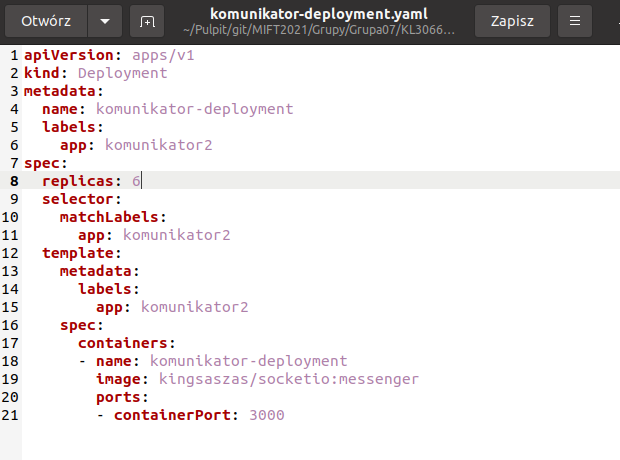 Otwórz
komunikator-deployment.yaml
~/Pulpit/git/MIFT2021/Grupy/Grupa07/KL3066…
Zapisz
1 apiVersion: apps/v1
2 kind: Deployment
3 metadata:
4   name: komunikator-deployment
5   labels:
6     app: komunikator2
7 spec:
8   replicas: 6
9   selector:
10     matchLabels:
11       app: komunikator2
12   template:
13     metadata:
14       labels:
15         app: komunikator2
16     spec:
17       containers:
18       - name: komunikator-deployment
19         image: kingsaszas/socketio:messenger
20         ports:
21         - containerPort: 3000